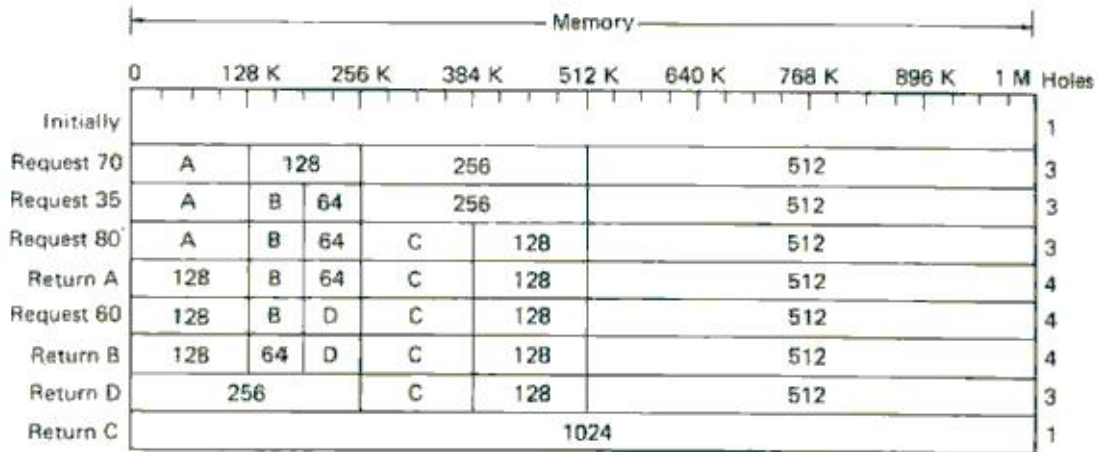 Memory
0 128 K 256 K 384 K 512 K 640 K 768 K 896 K 1 M Holes
Initially 1
Request 70 A 128 256 512 3
Request 35 A B 64 256 512 3
Request 80 A B 64 C 128 512 3
Return A 128 B 64 C 128 512 4
Request 60 128 B D C 128 512 4
Return B 128 64 D C 128 512 4
Return D 256 C 128 512 3
Return C 1024 1